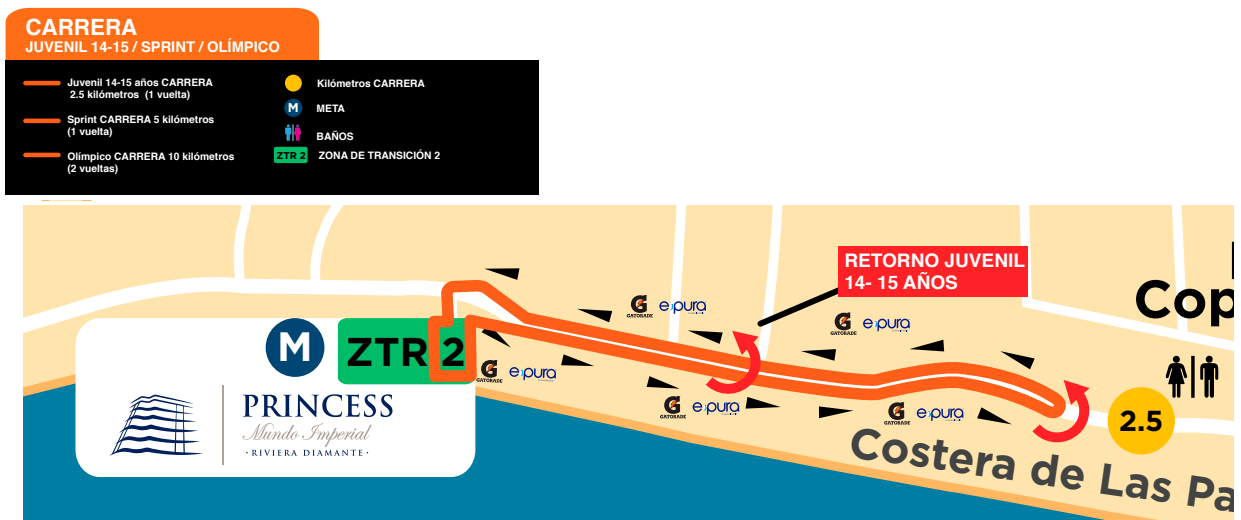 CARRERA
JUVENIL 14-15 / SPRINT / OLÍMPICO
Juvenil 14-15 años CARRERA
2.5 kilómetros (1 vuelta)
Sprint CARRERA 5 kilómetros
(1 vuelta)
Olímpico CARRERA 10 kilómetros
(2 vueltas)
Kilómetros CARRERA
M META
BAÑOS
ZTR 2 ZONA DE TRANSICIÓN 2
RETORNO JUVENIL
14- 15 AÑOS
Cop
G GATORADE epura
G GATORADE epura
M ZTR 2
G GATORADE epura
G GATORADE epura
G GATORADE epura
2.5
PRINCESS
Mundo Imperial
·RIVIERA DIAMANTE·
Costera de Las Pa